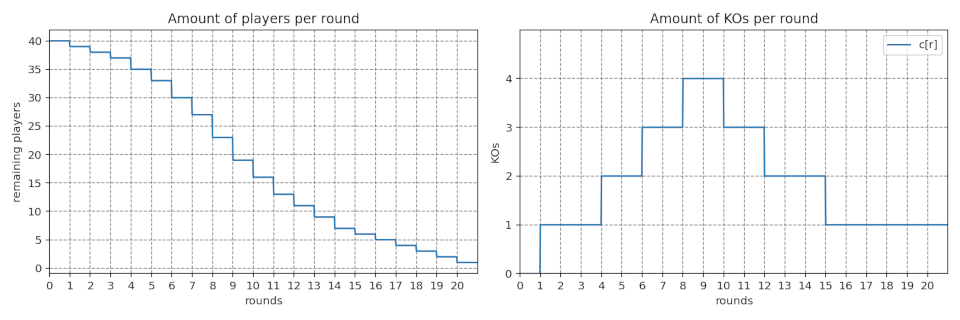 Amount of players per round
remaining players
40
35
30
25
20
15
10
5
0
0 1 2 3 4 5 6 7 8 9 10 11 12 13 14 15 16 17 18 19 20
rounds
Amount of KOs per round
c[r]
KOs
4
3
2
1
0
0 1 2 3 4 5 6 7 8 9 10 11 12 13 14 15 16 17 18 19 20
rounds